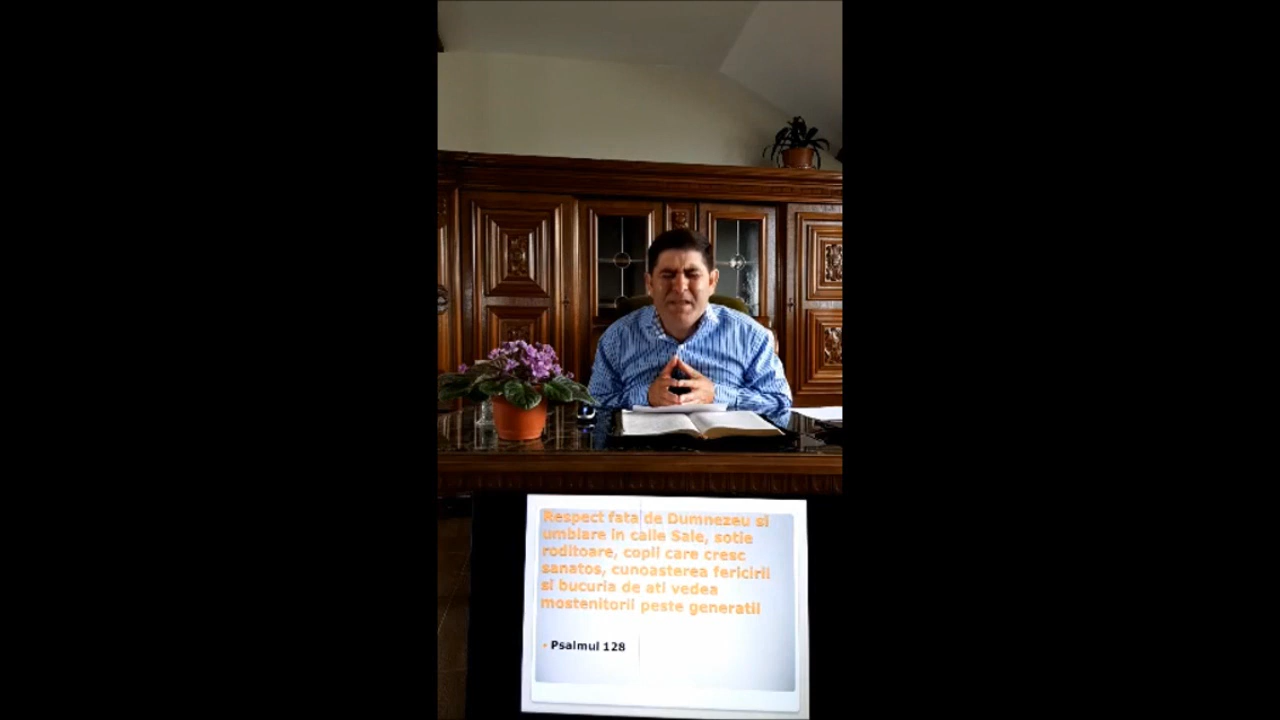 Respect fata de Dumnezeu si
umblare in caile Sale, sotie
roditoare, copii care cresc
sanatos, cunoasterea fericirii
si bucuria de ati vedea
mostenitorii peste generatii
- Psalmul 128